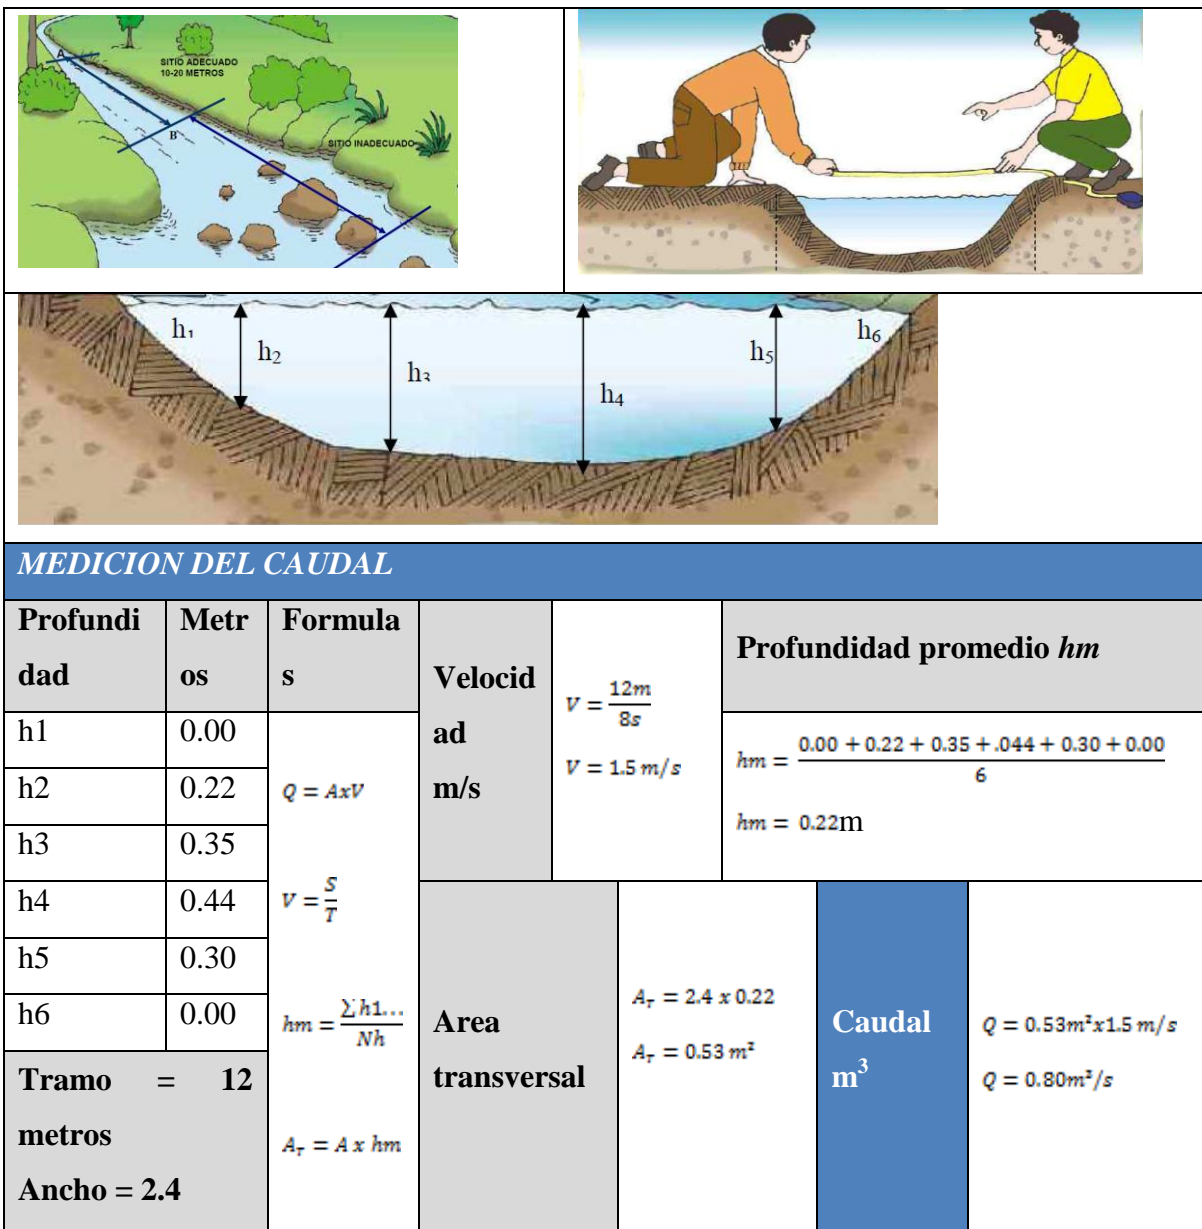 A
SITIO ADECUADO
10-20 METROS
B
SITIO INADECUADO
h₁
h₂
h₃
h₄
h₅
h₆
MEDICION DEL CAUDAL
Profundi
dad
Metr
os
Formula
s
Velocid
ad
m/s
V = 12m/8s
V = 1.5 m/s
Profundidad promedio hm
h1 0.00
h2 0.22
h3 0.35
h4 0.44
h5 0.30
h6 0.00
Q = AxV
V = S/T
hm = ∑h1.../Nh
A_T = A x hm
hm = 0.00 + 0.22 + 0.35 + .044 + 0.30 + 0.00/6
hm = 0.22m
Tramo = 12
metros
Ancho = 2.4
Area
transversal
A_T = 2.4 x 0.22
A_T = 0.53 m²
Caudal
m³
Q = 0.53m²x1.5 m/s
Q = 0.80m³/s